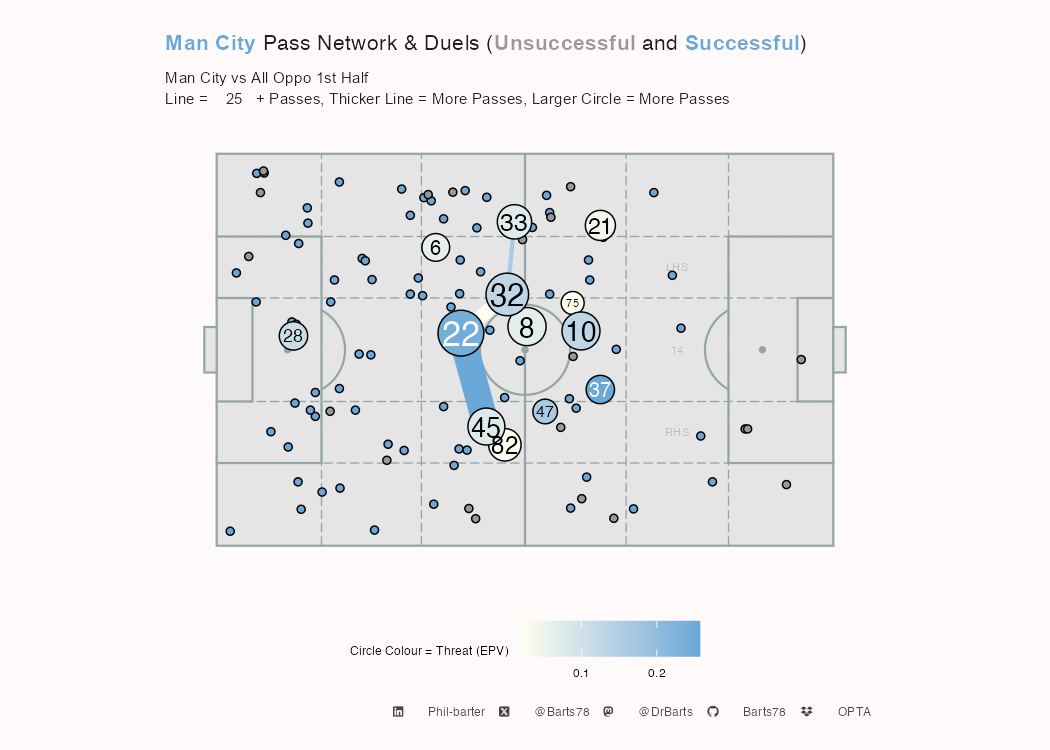 Man City Pass Network & Duels (Unsuccessful and Successful)
Man City vs All Oppo 1st Half
Line = 25 + Passes, Thicker Line = More Passes, Larger Circle = More Passes
33
21
6
LHS
32
75
8
10
22
28
14
37
47
45
82
RHS
Circle Colour = Threat (EPV)
0.1 0.2
Phil-barter @Barts78 @DrBarts Barts78 OPTA